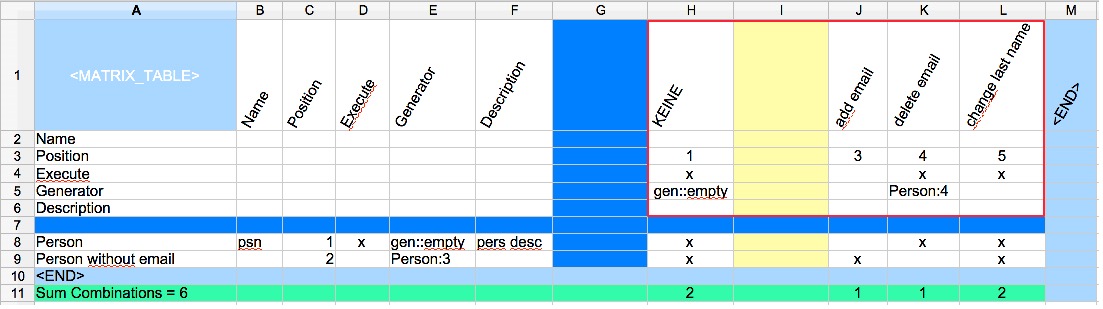 A B C D E F G H I J K L M
1 <MATRIX_TABLE> Name Position Execute Generator Description KEINE add email delete email change last name <END>
2 Name
3 Position 1 3 4 5
4 Execute x x x
5 Generator gen::empty Person:4
6 Description
7
8 Person psn 1 x gen::empty pers desc x x x
9 Person without email 2 Person:3 x x x
10 <END>
11 Sum Combinations = 6 2 1 1 2